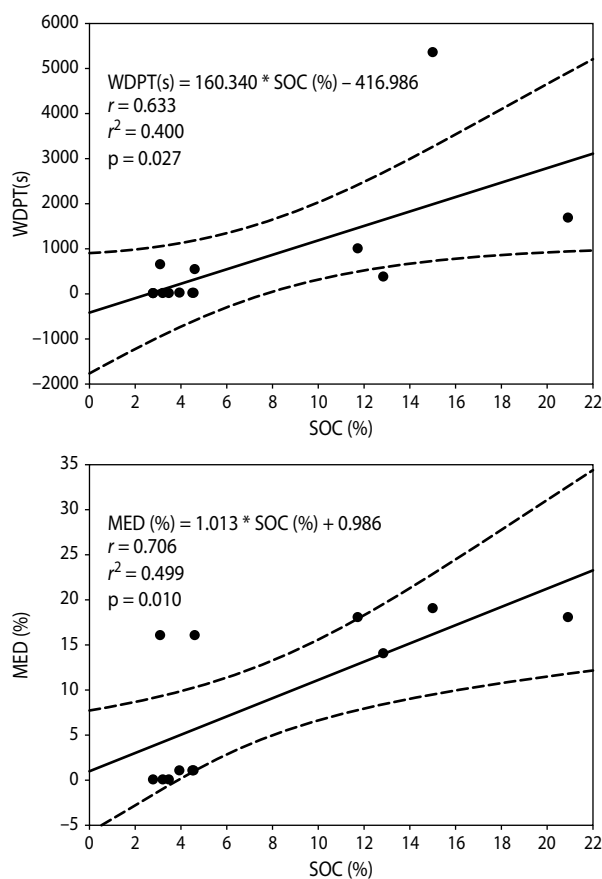 6000
5000
4000
3000
2000
1000
0
–1000
–2000
WDPT(s)
WDPT(s) = 160.340 * SOC (%) – 416.986
r = 0.633
r² = 0.400
p = 0.027
0 2 4 6 8 10 12 14 16 18 20 22
SOC (%)
35
30
25
20
15
10
5
0
–5
MED (%)
MED (%) = 1.013 * SOC (%) + 0.986
r = 0.706
r² = 0.499
p = 0.010
0 2 4 6 8 10 12 14 16 18 20 22
SOC (%)